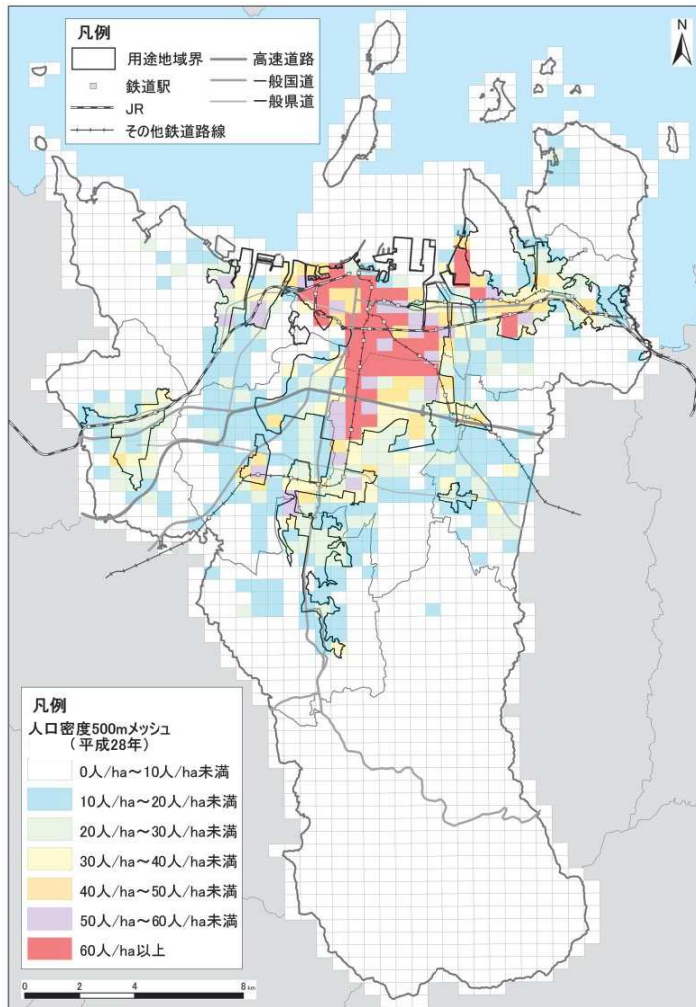 凡例
用途地域界
鉄道駅
JR
その他鉄道路線
高速道路
一般国道
一般県道
N
凡例
人口密度500mメッシュ
（平成28年）
0人/ha～10人/ha未満
10人/ha～20人/ha未満
20人/ha～30人/ha未満
30人/ha～40人/ha未満
40人/ha～50人/ha未満
50人/ha～60人/ha未満
60人/ha以上
0 2 4 8 km